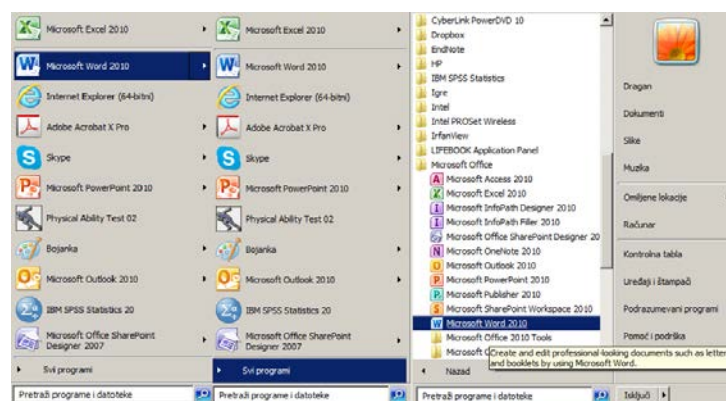 Microsoft Excel 2010
Microsoft Word 2010
Internet Explorer (64-bitni)
Adobe Acrobat X Pro
Skype
Microsoft PowerPoint 2010
Physical Ability Test 02
Bojanka
Microsoft Outlook 2010
IBM SPSS Statistics 20
Microsoft Office SharePoint
Designer 2007
Svi programi
Pretraži programe i datoteke
Microsoft Excel 2010
Microsoft Word 2010
Internet Explorer (64-bitni)
Adobe Acrobat X Pro
Skype
Microsoft PowerPoint 2010
Physical Ability Test 02
Bojanka
Microsoft Outlook 2010
IBM SPSS Statistics 20
Microsoft Office SharePoint
Designer 2007
Svi programi
Pretraži programe i datoteke
CyberLink PowerDVD 10
Dropbox
EndNote
HP
IBM SPSS Statistics
Igre
Intel
Intel PROSet Wireless
IrfanView
LIFEBOOK Application Panel
Microsoft Office
Microsoft Access 2010
Microsoft Excel 2010
Microsoft InfoPath Designer 2010
Microsoft InfoPath Filler 2010
Microsoft Office SharePoint Designer 20
Microsoft OneNote 2010
Microsoft Outlook 2010
Microsoft PowerPoint 2010
Microsoft Publisher 2010
Microsoft SharePoint Workspace 2010
Microsoft Word 2010
Microsoft Office 2010 Tools
Microsoft O
Create and edit professional-looking documents such as letter
and booklets by using Microsoft Word.
Nazad
Pretraži programe i datoteke
Dragan
Dokumenti
Slike
Muzika
Omiljene lokacije
Računar
Kontrolna tabla
Uređaji i štampači
Podrazumevani programi
Pomoć i podrška
Isključi